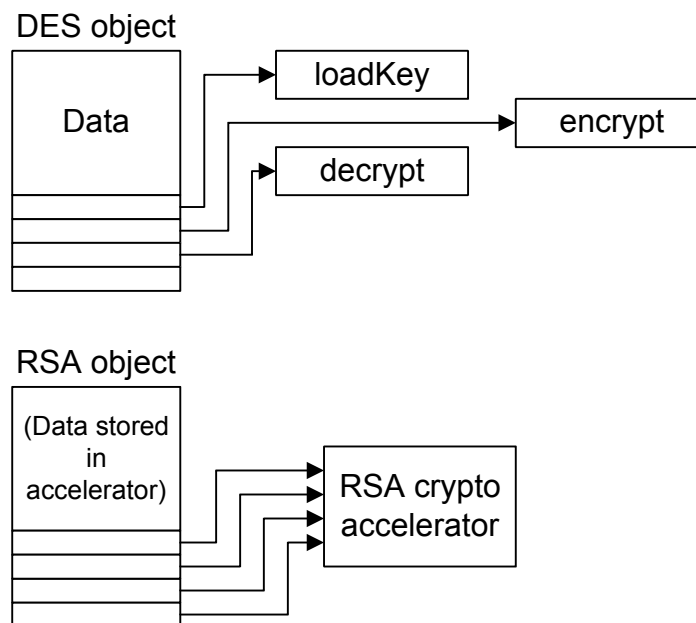 DES object
Data
loadKey
encrypt
decrypt
RSA object
(Data stored
in
accelerator)
RSA crypto
accelerator